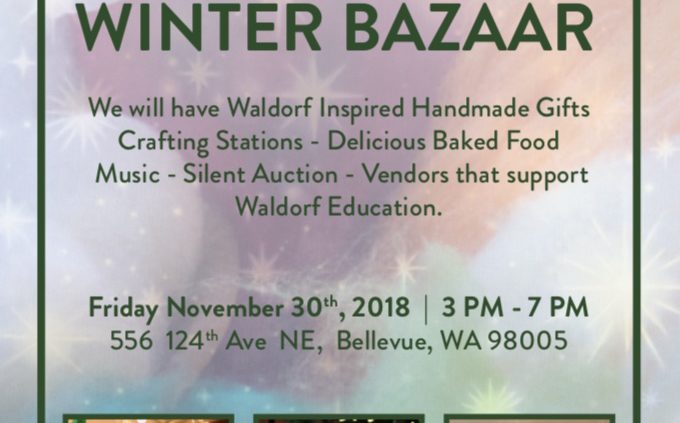 WINTER BAZAAR
We will have Waldorf Inspired Handmade Gifts
Crafting Stations - Delicious Baked Food
Music - Silent Auction - Vendors that support
Waldorf Education.
Friday November 30th, 2018 | 3 PM - 7 PM
556 124th Ave NE, Bellevue, WA 98005